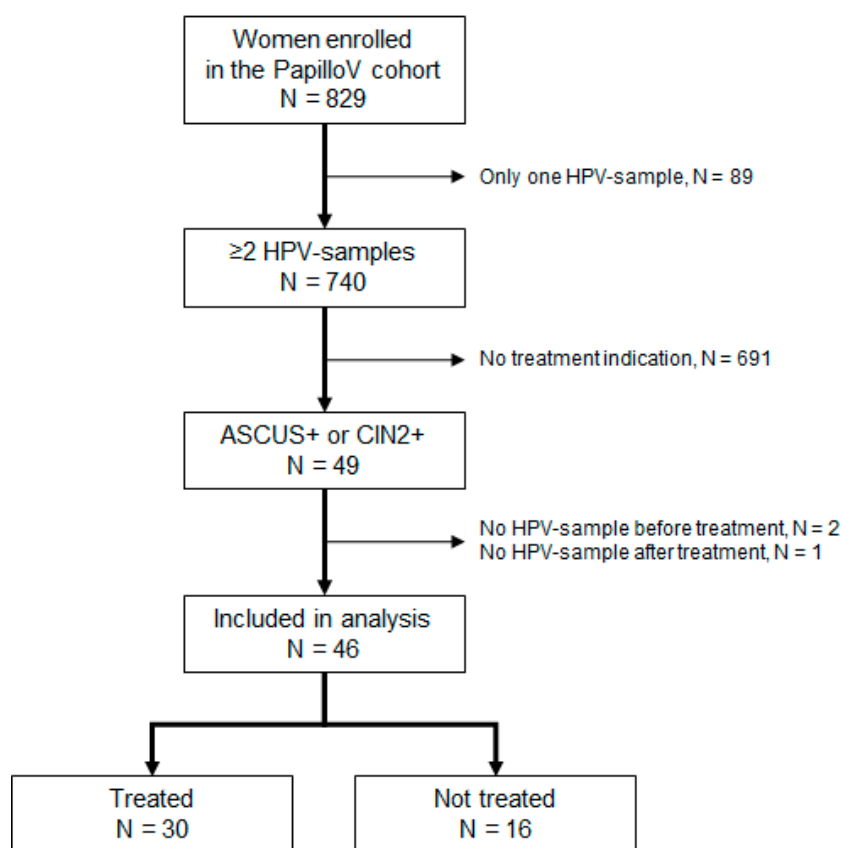 Women enrolled
in the PapilloV cohort
N = 829
Only one HPV-sample, N = 89
≥2 HPV-samples
N = 740
No treatment indication, N = 691
ASCUS+ or CIN2+
N = 49
No HPV-sample before treatment, N = 2
No HPV-sample after treatment, N = 1
Included in analysis
N = 46
Treated
N = 30
Not treated
N = 16